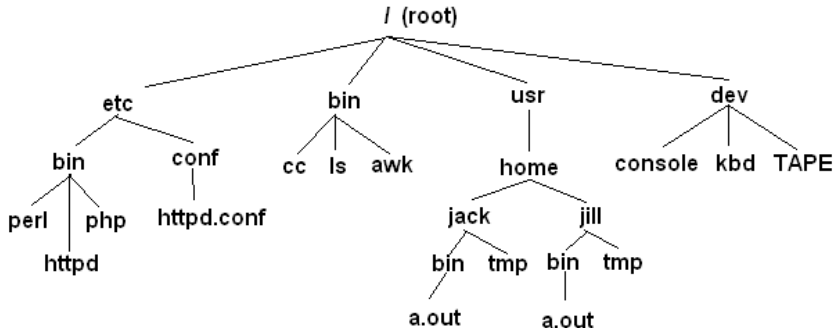 / (root)
etc bin usr dev
bin conf cc ls awk home console kbd TAPE
perl php httpd.conf jack jill
httpd bin tmp bin tmp
a.out a.out